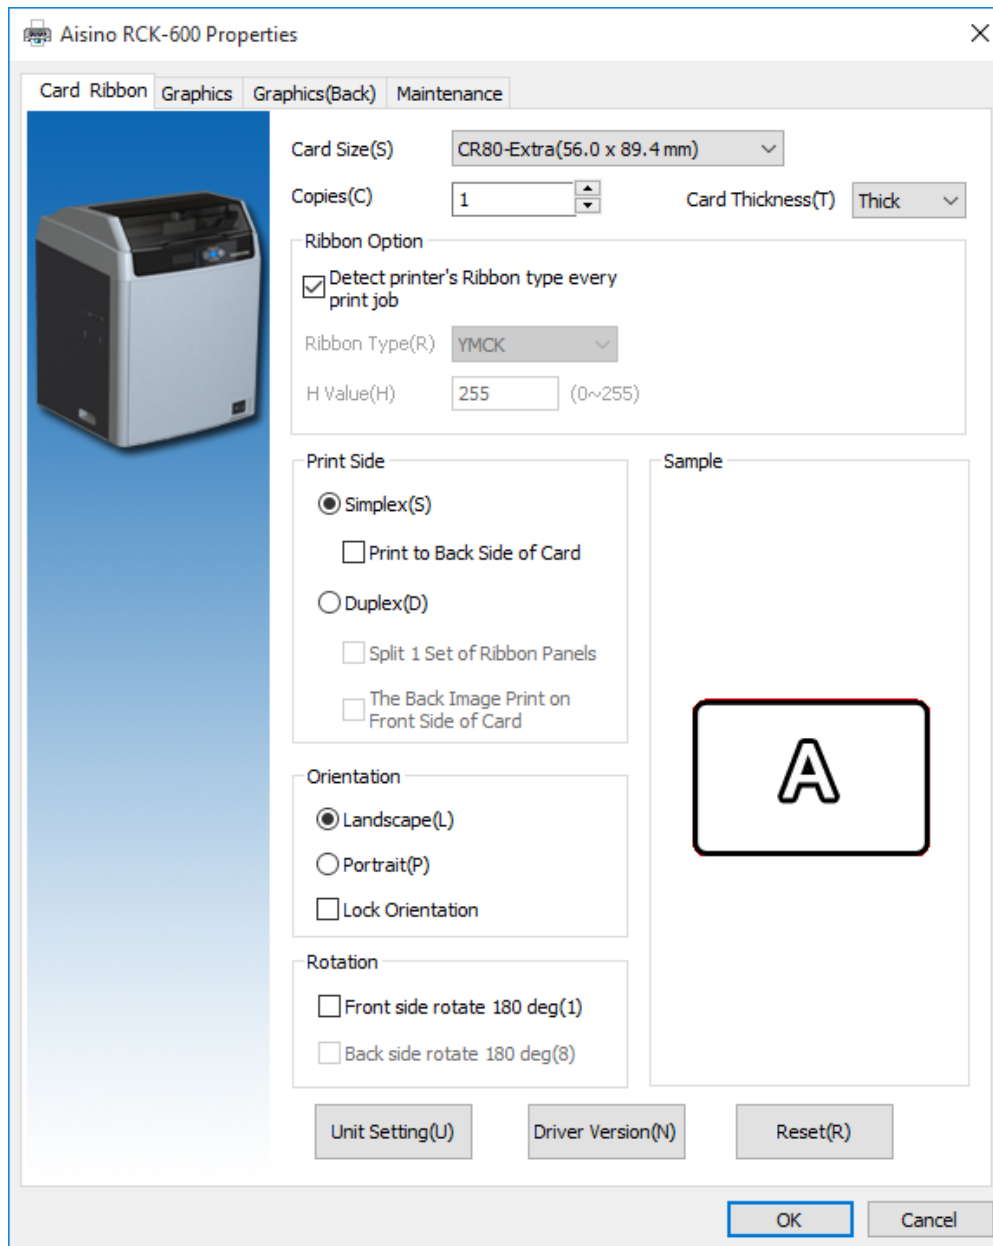 Aisino RCK-600 Properties
Card Ribbon Graphics Graphics(Back) Maintenance
Card Size(S) CR80-Extra(56.0 x 89.4 mm)
Copies(C) 1 Card Thickness(T) Thick
Ribbon Option
Detect printer's Ribbon type every
print job
Ribbon Type(R) YMCK
H Value(H) 255 (0~255)
Print Side
Simplex(S)
Print to Back Side of Card
Duplex(D)
Split 1 Set of Ribbon Panels
The Back Image Print on
Front Side of Card
Sample
A
Orientation
Landscape(L)
Portrait(P)
Lock Orientation
Rotation
Front side rotate 180 deg(1)
Back side rotate 180 deg(8)
Unit Setting(U) Driver Version(N) Reset(R)
OK Cancel